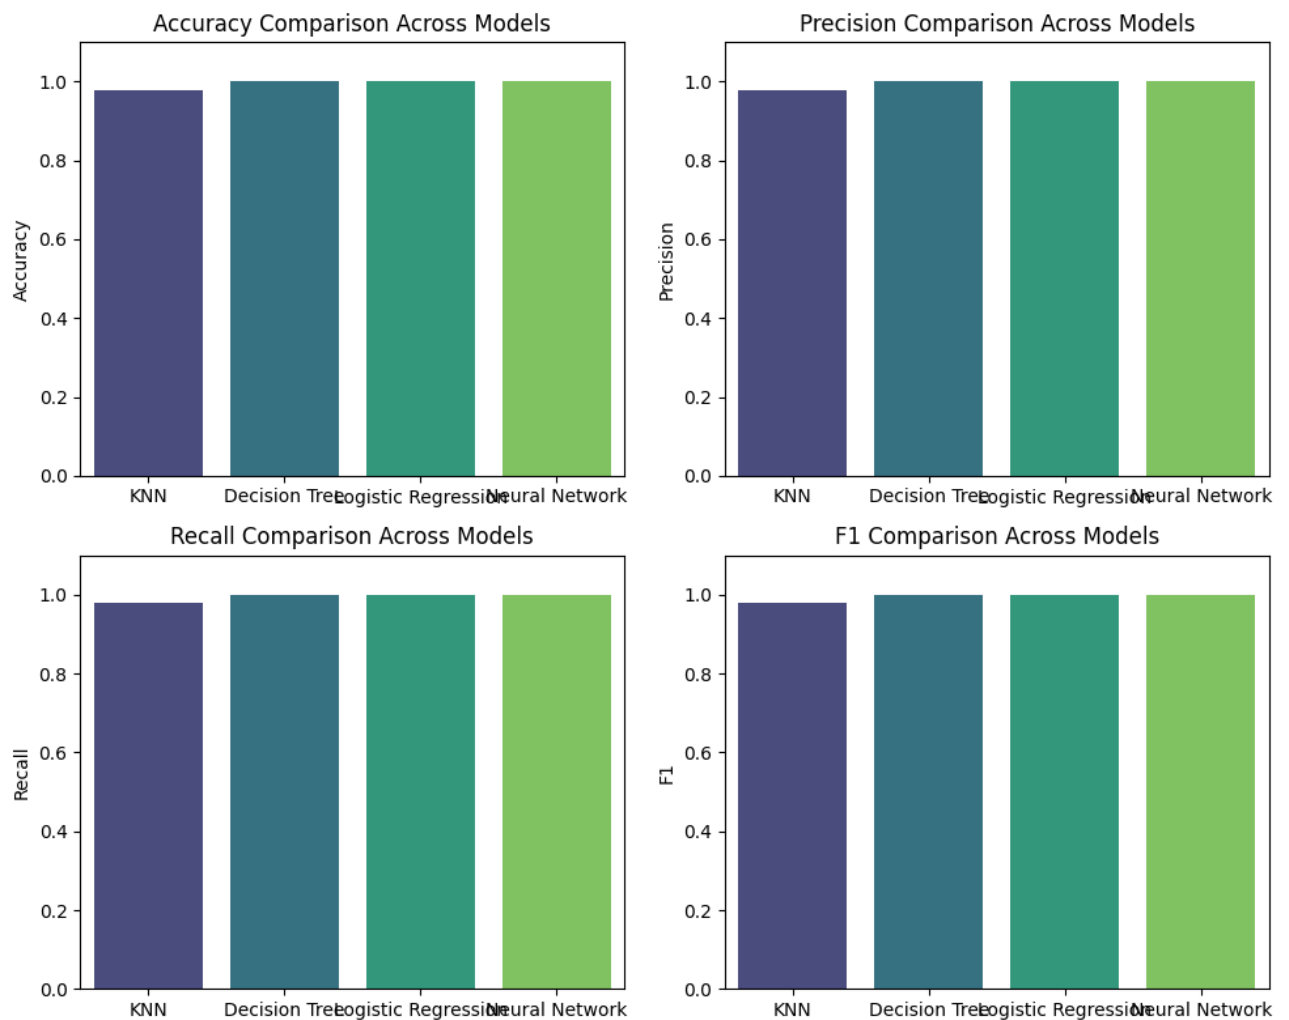 Accuracy Comparison Across Models
Accuracy
1.0
0.8
0.6
0.4
0.2
0.0
KNN Decision Tree Logistic Regression Neural Network
Precision Comparison Across Models
Precision
1.0
0.8
0.6
0.4
0.2
0.0
KNN Decision Tree Logistic Regression Neural Network
Recall Comparison Across Models
Recall
1.0
0.8
0.6
0.4
0.2
0.0
KNN Decision Tree Logistic Regression Neural Network
F1 Comparison Across Models
F1
1.0
0.8
0.6
0.4
0.2
0.0
KNN Decision Tree Logistic Regression Neural Network